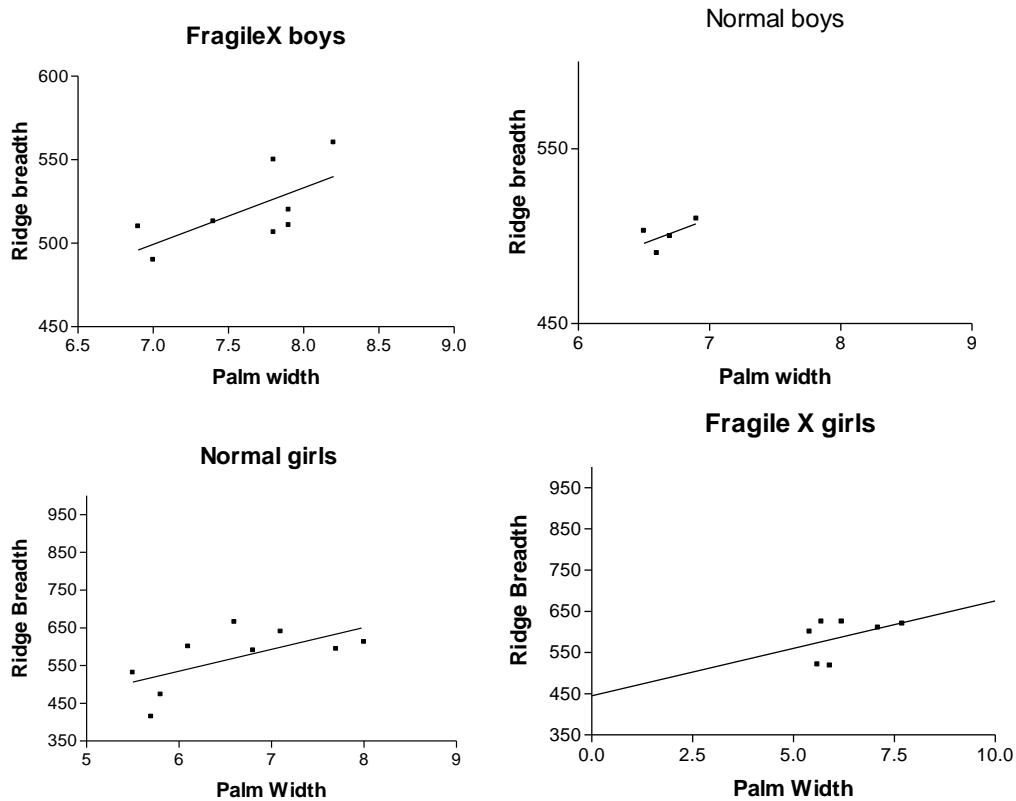 FragileX boys
600
550
500
450
6.5 7.0 7.5 8.0 8.5 9.0
Ridge breadth
Palm width
Normal boys
550
450
6 7 8 9
Ridge breadth
Palm width
Normal girls
950
850
750
650
550
450
350
5 6 7 8 9
Ridge Breadth
Palm Width
Fragile X girls
950
850
750
650
550
450
350
0.0 2.5 5.0 7.5 10.0
Ridge Breadth
Palm Width